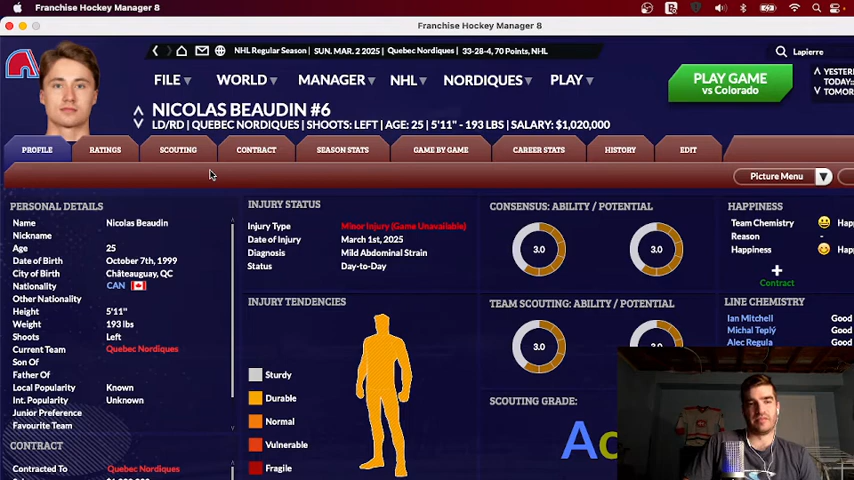 Franchise Hockey Manager 8
Franchise Hockey Manager 8
NHL Regular Season | SUN. MAR. 2 2025 | Quebec Nordiques | 33-28-4, 70 Points, NHL
Lapierre
FILE WORLD MANAGER NHL NORDIQUES PLAY
PLAY GAME
vs Colorado
YESTER
TODAY:
TOMOR
NICOLAS BEAUDIN #6
LD/RD | QUEBEC NORDIQUES | SHOOTS: LEFT | AGE: 25 | 5'11" - 193 LBS | SALARY: $1,020,000
PROFILE RATINGS SCOUTING CONTRACT SEASON STATS GAME BY GAME CAREER STATS HISTORY EDIT
Picture Menu
PERSONAL DETAILS
Name Nicolas Beaudin
Nickname
Age 25
Date of Birth October 7th, 1999
City of Birth Châteauguay, QC
Nationality CAN
Other Nationality
Height 5'11"
Weight 193 lbs
Shoots Left
Current Team Quebec Nordiques
Son Of
Father Of
Local Popularity Known
Int. Popularity Unknown
Junior Preference
Favourite Team
CONTRACT
Contracted To Quebec Nordiques
INJURY STATUS
Injury Type Minor Injury (Game Unavailable)
Date of Injury March 1st, 2025
Diagnosis Mild Abdominal Strain
Status Day-to-Day
INJURY TENDENCIES
Sturdy
Durable
Normal
Vulnerable
Fragile
CONSENSUS: ABILITY / POTENTIAL
3.0 3.0
TEAM SCOUTING: ABILITY / POTENTIAL
3.0 3.0
SCOUTING GRADE:
Ac
HAPPINESS
Team Chemistry Hap
Reason -
Happiness Hap
+
Contract
LINE CHEMISTRY
Ian Mitchell Good
Michal Teplý Good
Alec Regula Good